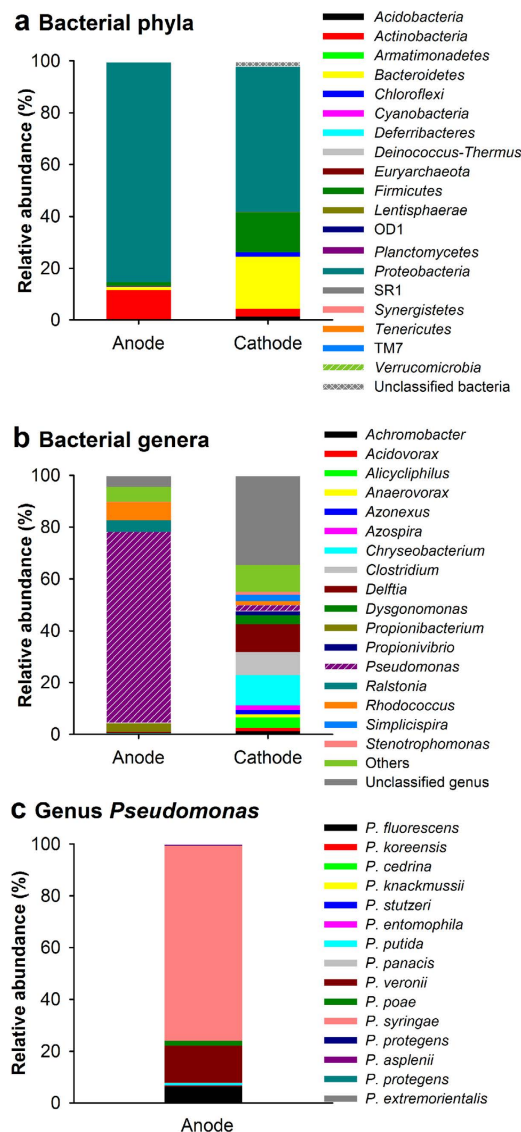 a Bacterial phyla
Relative abundance (%)
100
80
60
40
20
0
Anode
Cathode
Acidobacteria
Actinobacteria
Armatimonadetes
Bacteroidetes
Chloroflexi
Cyanobacteria
Deferribacteres
Deinococcus-Thermus
Euryarchaeota
Firmicutes
Lentisphaerae
OD1
Planctomycetes
Proteobacteria
SR1
Synergistetes
Tenericutes
TM7
Verrucomicrobia
Unclassified bacteria
b Bacterial genera
Relative abundance (%)
100
80
60
40
20
0
Anode
Cathode
Achromobacter
Acidovorax
Alicycliphilus
Anaerovorax
Azonexus
Azospira
Chryseobacterium
Clostridium
Delftia
Dysgonomonas
Propionibacterium
Propionivibrio
Pseudomonas
Ralstonia
Rhodococcus
Simplicispira
Stenotrophomonas
Others
Unclassified genus
c Genus Pseudomonas
Relative abundance (%)
100
80
60
40
20
0
Anode
P. fluorescens
P. koreensis
P. cedrina
P. knackmussii
P. stutzeri
P. entomophila
P. putida
P. panacis
P. veronii
P. poae
P. syringae
P. protegens
P. asplenii
P. protegens
P. extremorientalis